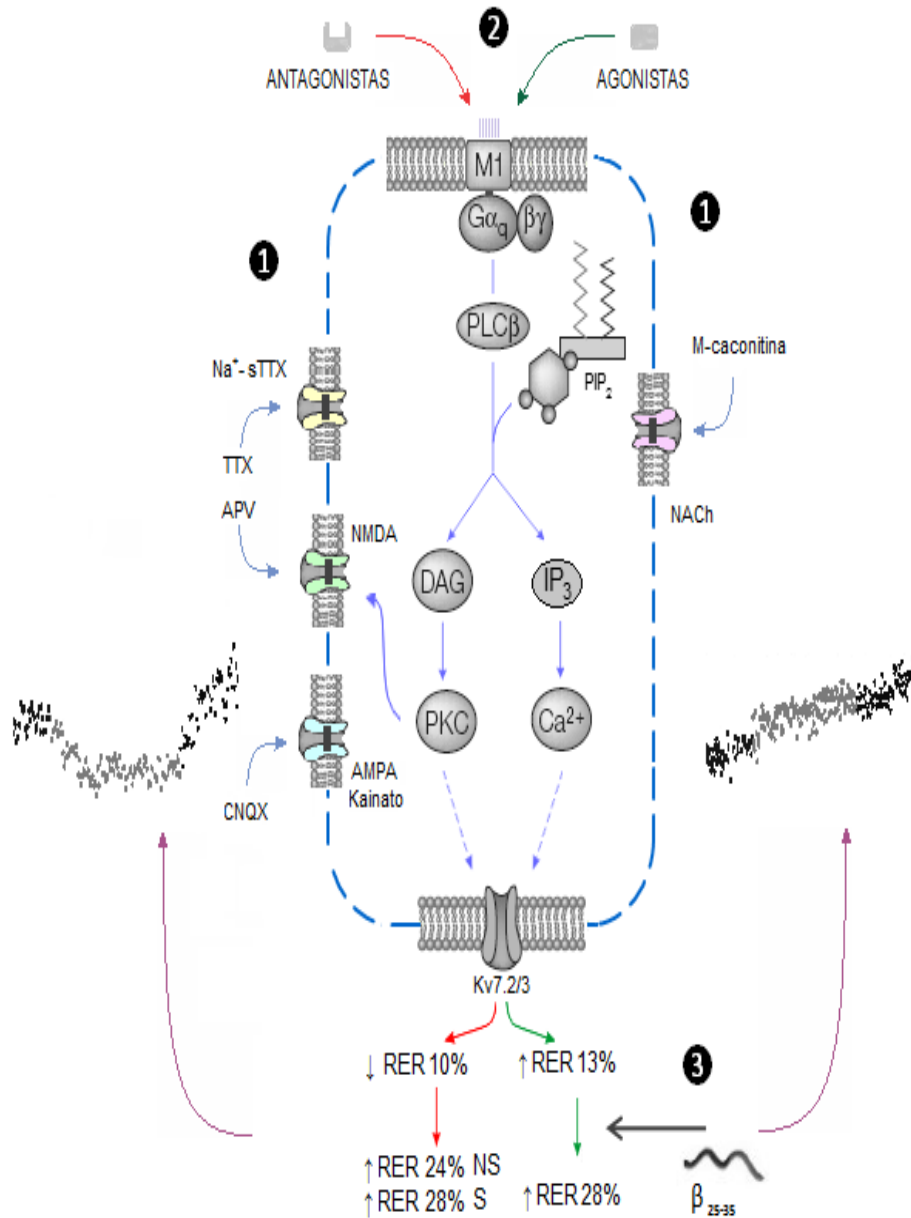 2
ANTAGONISTAS
AGONISTAS
M1
Gαq
βγ
1
1
PLCβ
PIP2
Na+- sTTX
M-caconitina
TTX
APV
NMDA
NACh
DAG
IP3
PKC
Ca2+
AMPA
Kainato
CNQX
Kv7.2/3
↓ RER 10%
↑ RER 13%
3
↑ RER 24% NS
↑ RER 28% S
↑ RER 28%
β 25-35